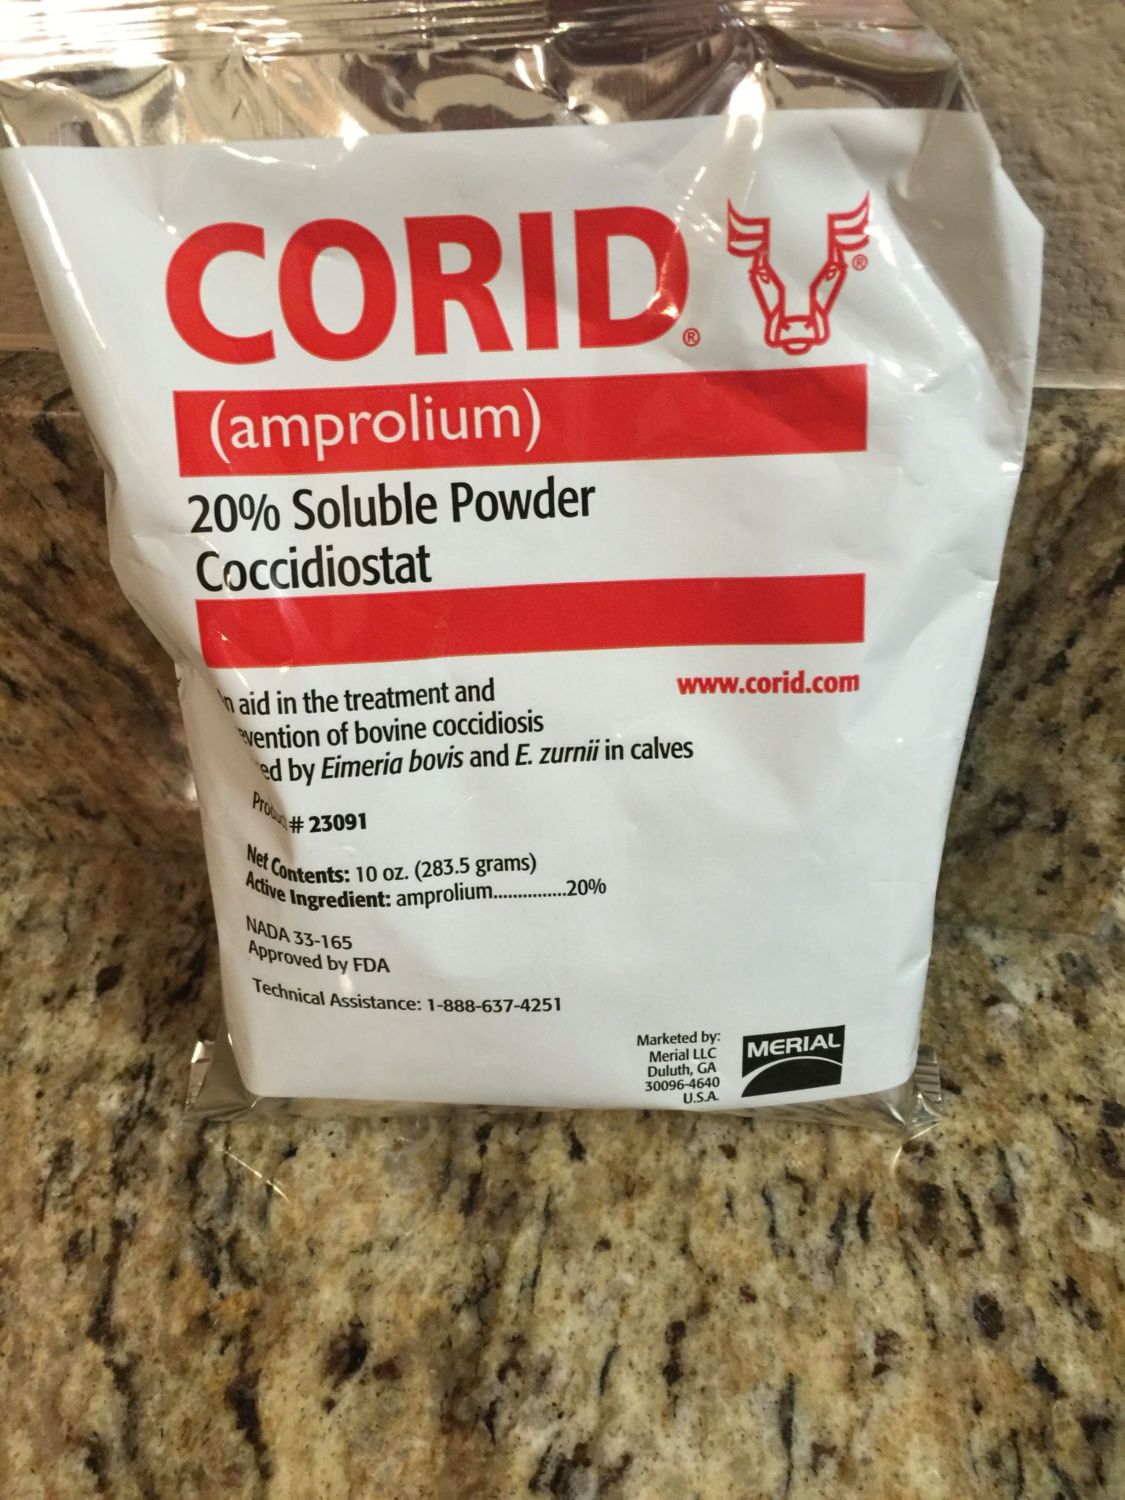 CORID®
®
(amprolium)
20% Soluble Powder
Coccidiostat
aid in the treatment and
www.corid.com
of bovine coccidiosis
by Eimeria bovis and E. zurnii in calves
# 23091
Net Contents: 10 oz. (283.5 grams)
Active Ingredient: amprolium..............20%
NADA 33-165
Approved by FDA
Technical Assistance: 1-888-637-4251
Marketed by:
Merial LLC
Duluth, GA
30096-4640
U.S.A.
MERIAL